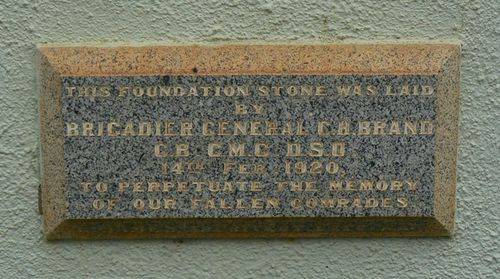 THIS FOUNDATION STONE WAS LAID
BY
BRIGADIER GENERAL C.H. BRAND
C.B. C.M.G. D.S.O.
14TH FEB. 1920.
TO PERPETUATE THE MEMORY
OF OUR FALLEN COMRADES.